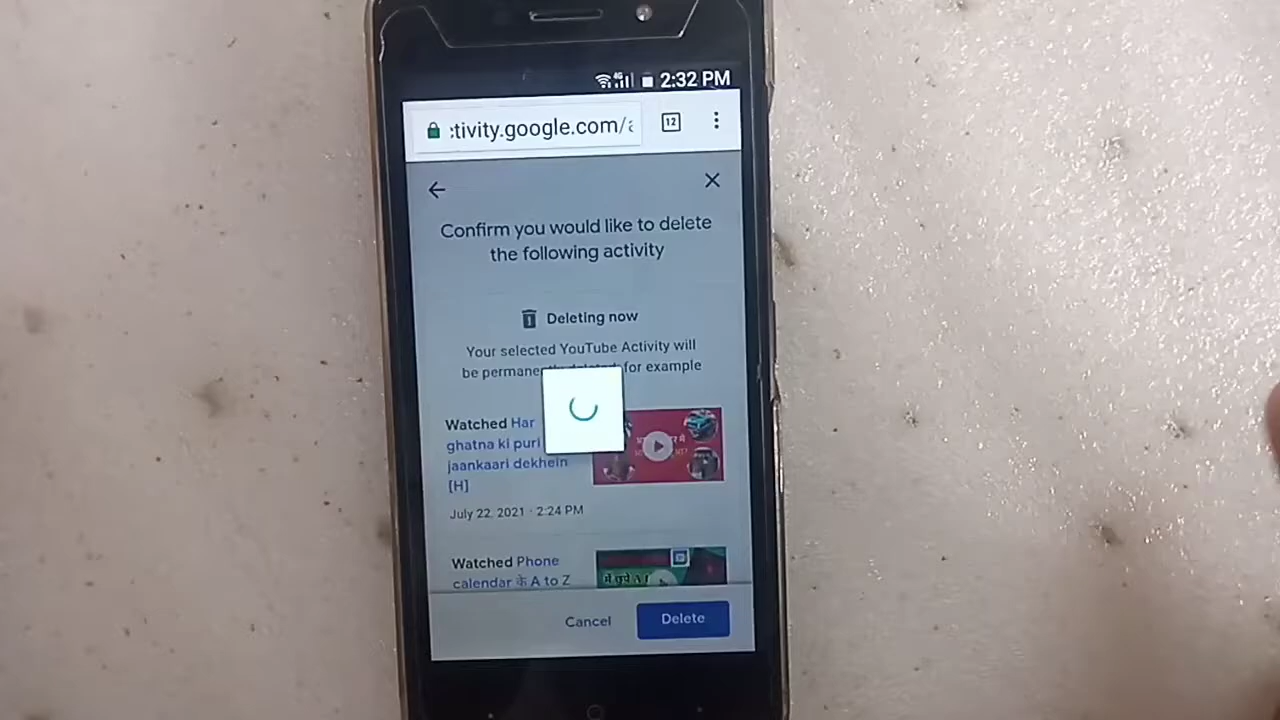 2:32 PM
tivity.google.com/a
12
Confirm you would like to delete
the following activity
Deleting now
Your selected YouTube Activity will
be permanently deleted, for example
Watched Har
ghatna ki puri
jaankaari dekhein
[H]
July 22, 2021 · 2:24 PM
Watched Phone
calendar के A to Z
Cancel
Delete